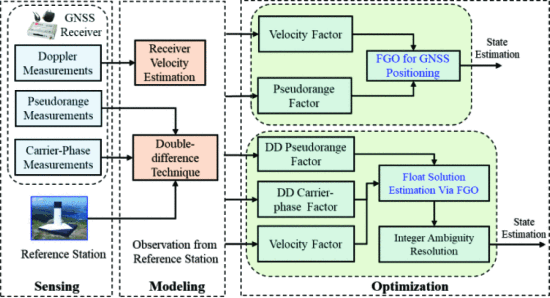 GNSS
Receiver
Doppler
Measurements
Pseudorange
Measurements
Carrier-Phase
Measurements
Reference Station
Sensing
Receiver
Velocity
Estimation
Double-
difference
Technique
Observation from
Reference Station
Modeling
Velocity Factor
Pseudorange
Factor
FGO for GNSS
Positioning
State
Estimation
DD Pseudorange
Factor
DD Carrier-
phase Factor
Velocity Factor
Float Solution
Estimation Via FGO
Integer Ambiguity
Resolution
State
Estimation
Optimization